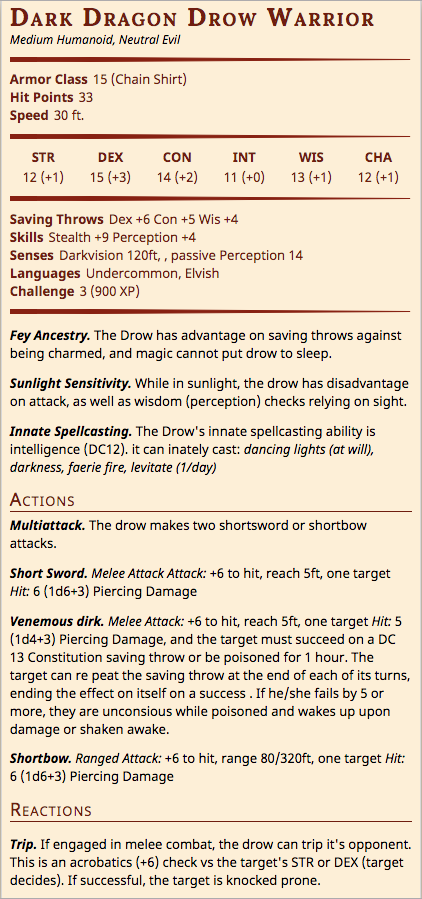 Dark Dragon Drow Warrior
Medium Humanoid, Neutral Evil
Armor Class 15 (Chain Shirt)
Hit Points 33
Speed 30 ft.
STR DEX CON INT WIS CHA
12 (+1) 15 (+3) 14 (+2) 11 (+0) 13 (+1) 12 (+1)
Saving Throws Dex +6 Con +5 Wis +4
Skills Stealth +9 Perception +4
Senses Darkvision 120ft, , passive Perception 14
Languages Undercommon, Elvish
Challenge 3 (900 XP)
Fey Ancestry. The Drow has advantage on saving throws against
being charmed, and magic cannot put drow to sleep.
Sunlight Sensitivity. While in sunlight, the drow has disadvantage
on attack, as well as wisdom (perception) checks relying on sight.
Innate Spellcasting. The Drow's innate spellcasting ability is
intelligence (DC12). it can inately cast: dancing lights (at will),
darkness, faerie fire, levitate (1/day)
Actions
Multiattack. The drow makes two shortsword or shortbow
attacks.
Short Sword. Melee Attack Attack: +6 to hit, reach 5ft, one target
Hit: 6 (1d6+3) Piercing Damage
Venemous dirk. Melee Attack: +6 to hit, reach 5ft, one target Hit: 5
(1d4+3) Piercing Damage, and the target must succeed on a DC
13 Constitution saving throw or be poisoned for 1 hour. The
target can re peat the saving throw at the end of each of its turns,
ending the effect on itself on a success . If he/she fails by 5 or
more, they are unconsious while poisoned and wakes up upon
damage or shaken awake.
Shortbow. Ranged Attack: +6 to hit, range 80/320ft, one target Hit:
6 (1d6+3) Piercing Damage
Reactions
Trip. If engaged in melee combat, the drow can trip it's opponent.
This is an acrobatics (+6) check vs the target's STR or DEX (target
decides). If successful, the target is knocked prone.